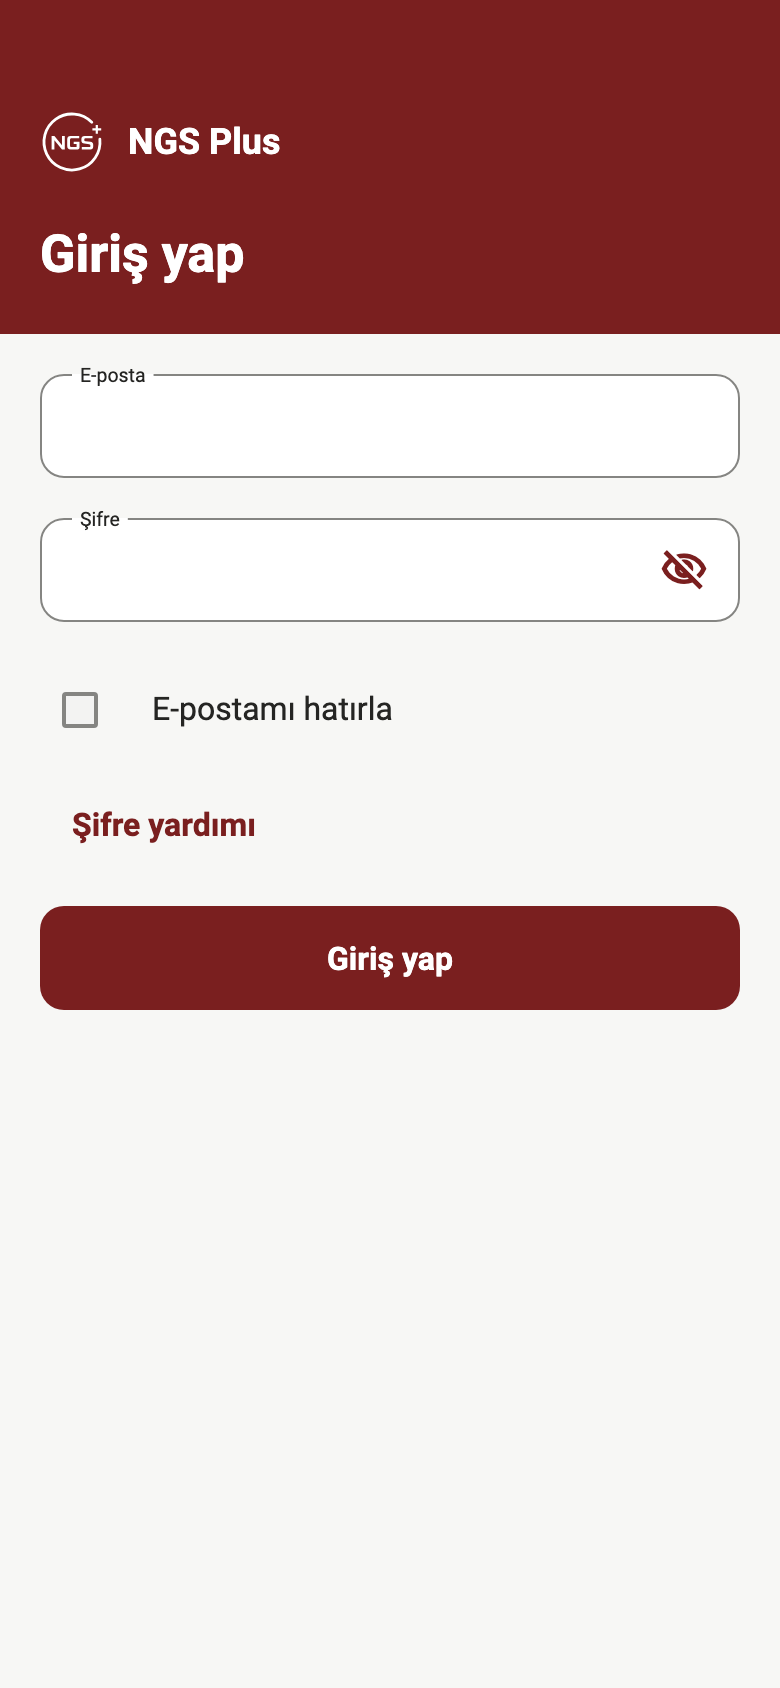 NGS+
NGS Plus
Giriş yap
E-posta
Şifre
E-postamı hatırla
Şifre yardımı
Giriş yap